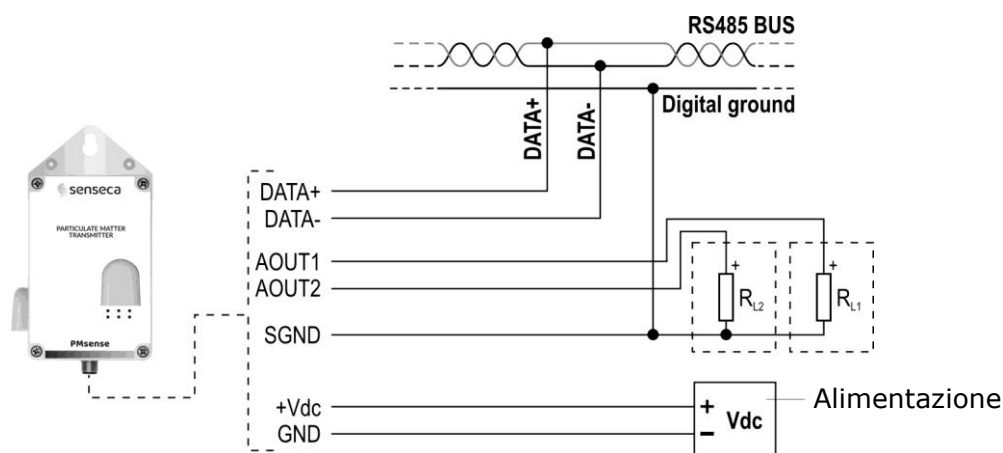 RS485 BUS
Digital ground
DATA+
DATA-
senseca
PARTICULATE MATTER
TRANSMITTER
PMsense
DATA+
DATA-
AOUT1
AOUT2
SGND
+Vdc
GND
+
RL2
+
RL1
+
Vdc
−
Alimentazione